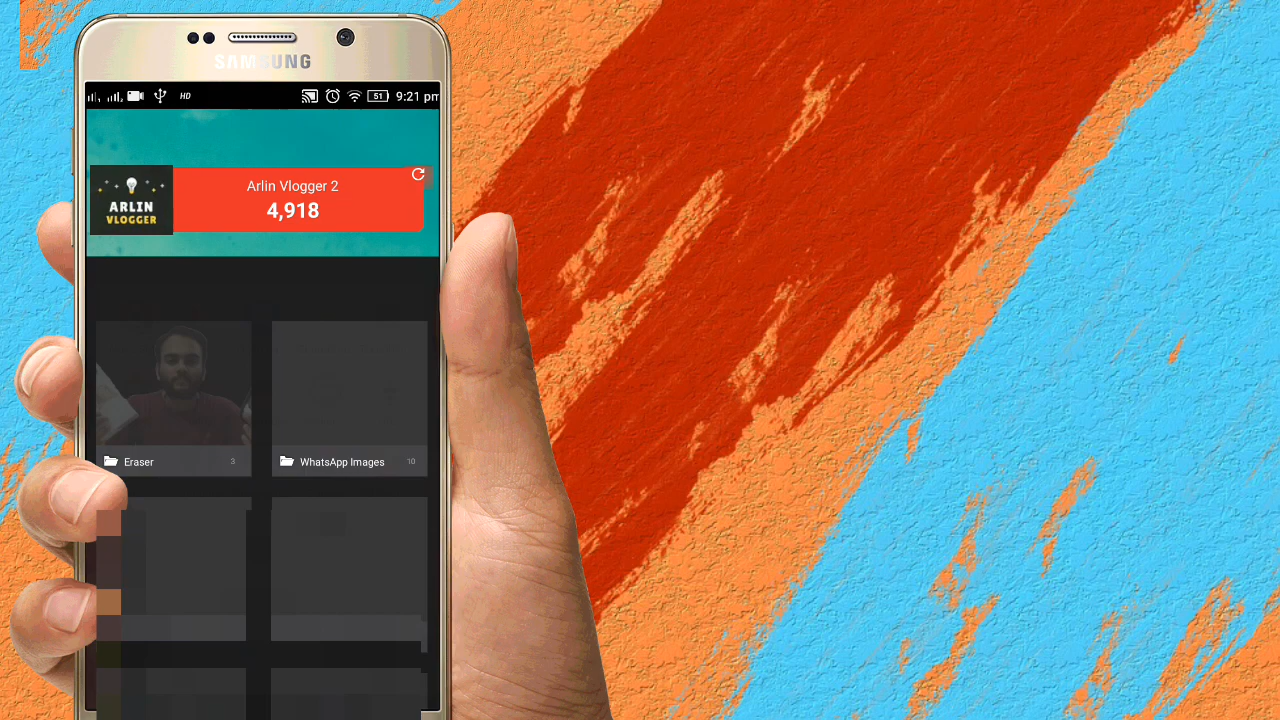 SAMSUNG
HD
51
9:21 pm
ARLIN
VLOGGER
Arlin Vlogger 2
4,918
Eraser
3
WhatsApp Images
10